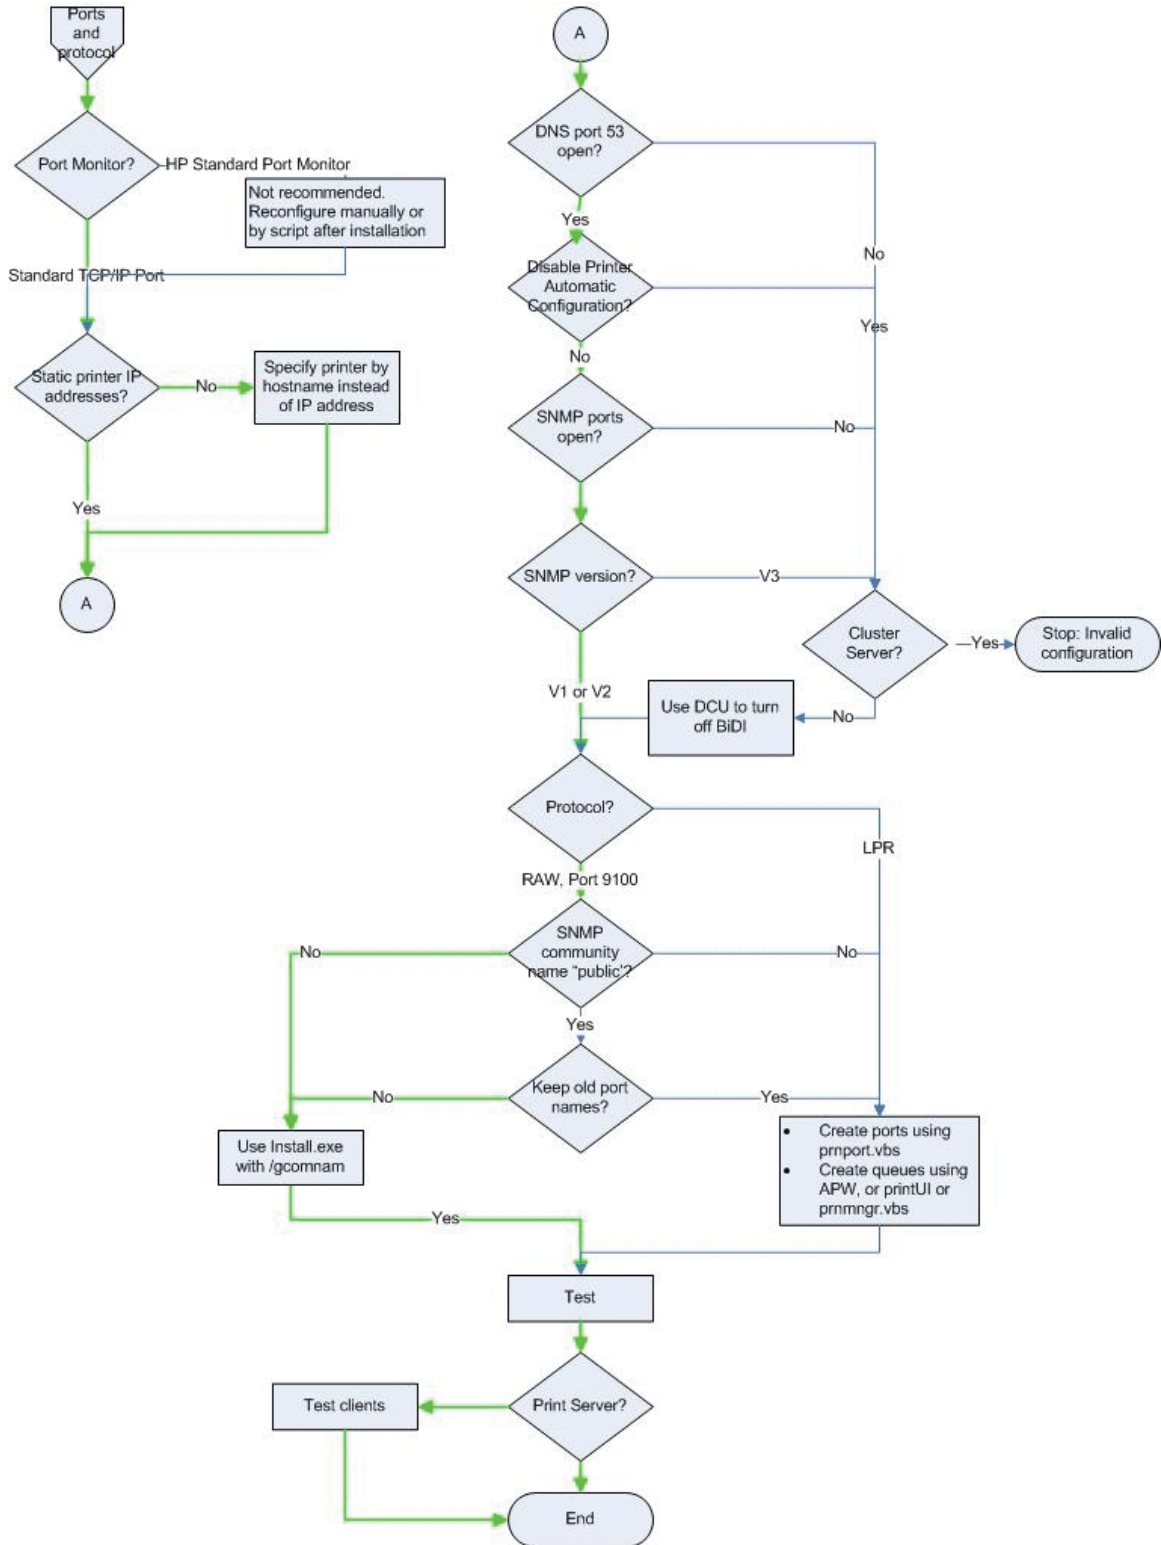 Ports
and
protocol
Port Monitor?
HP Standard Port Monitor
Not recommended.
Reconfigure manually or
by script after installation
Standard TCP/IP Port
Static printer IP
addresses?
No
Specify printer by
hostname instead
of IP address
Yes
A
A
DNS port 53
open?
No
Yes
Disable Printer
Automatic
Configuration?
Yes
No
SNMP ports
open?
No
SNMP version?
V3
Cluster
Server?
Yes
Stop: Invalid
configuration
V1 or V2
Use DCU to turn
off BiDI
No
Protocol?
LPR
RAW, Port 9100
SNMP
community
name “public’?
No
No
Yes
Keep old port
names?
No
Yes
Use Install.exe
with /gcomnam
• Create ports using
prnport.vbs
• Create queues using
APW, or printUI or
prnmngr.vbs
Yes
Test
Print Server?
Test clients
End